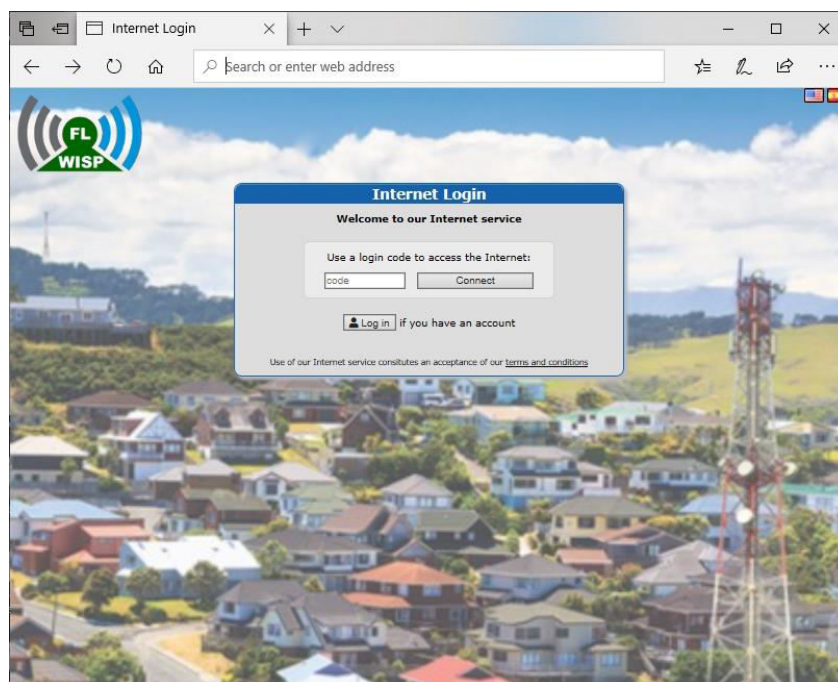 Internet Login
Search or enter web address
FL
WISP
Internet Login
Welcome to our Internet service
Use a login code to access the Internet:
code
Connect
Log in if you have an account
Use of our Internet service consitutes an acceptance of our terms and conditions